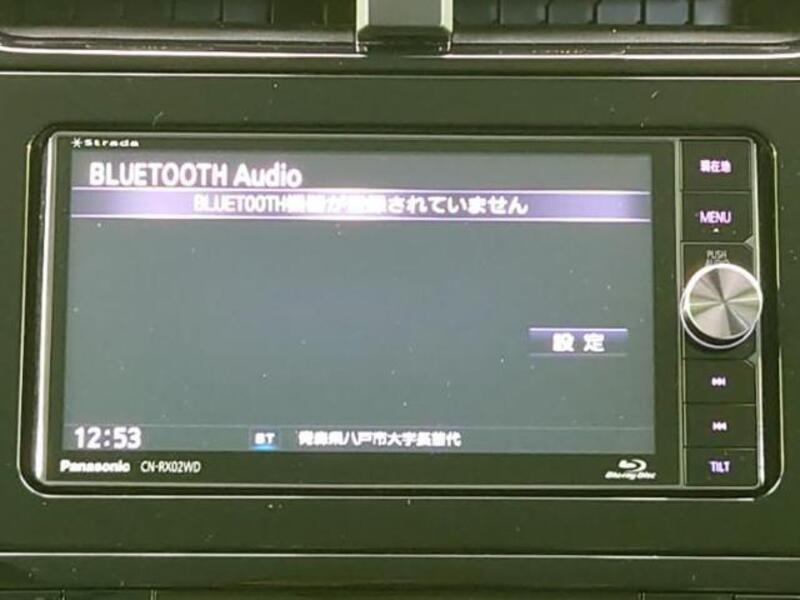 Strada
BLUETOOTH Audio
BLUETOOTH機器が登録されていません
設定
12:53
BT
青森県八戸市大字長苗代
Panasonic
CN-RX02WD
Blu-ray Disc
現在地
MENU
PUSH
AUDIO
TILT